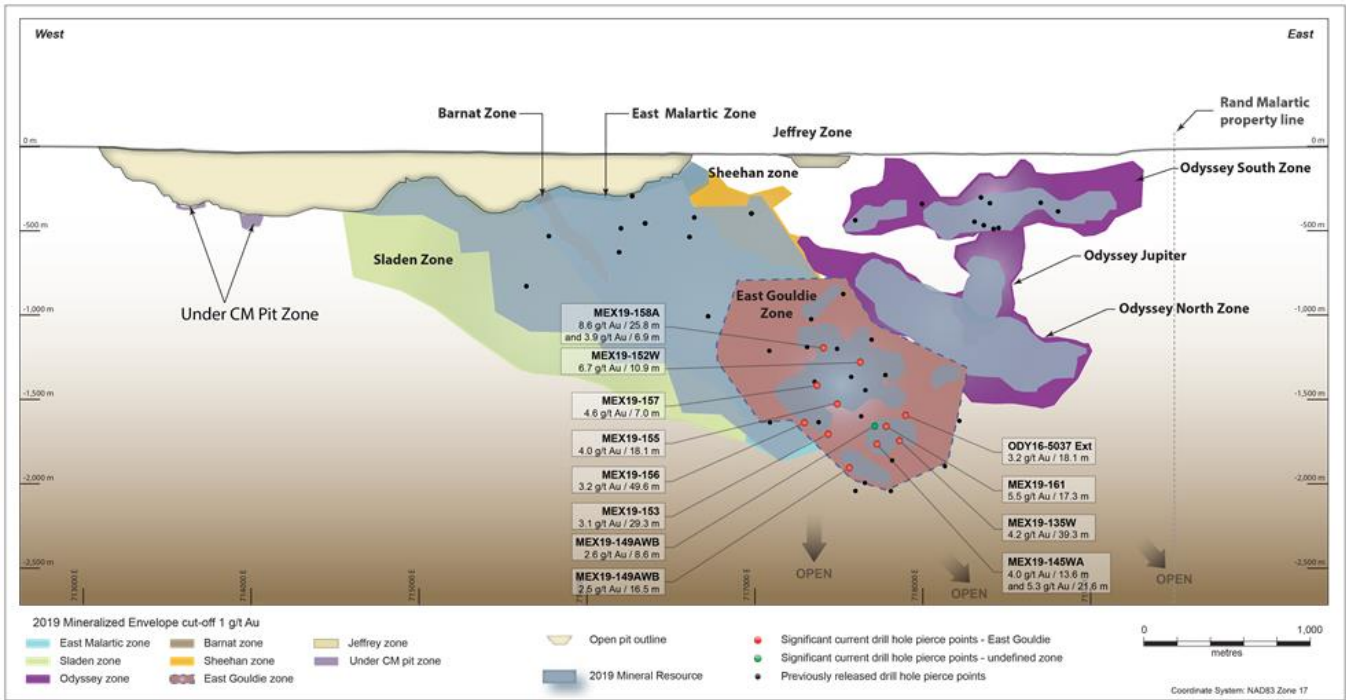 West
East
Rand Malartic
property line
Barnat Zone
East Malartic Zone
Jeffrey Zone
0 m
0 m
Sheehan zone
Odyssey South Zone
-500 m
-500 m
Sladen Zone
Odyssey Jupiter
Under CM Pit Zone
East Gouldie
Zone
Odyssey North Zone
-1,000 m
-1,000 m
MEX19-158A
8.6 g/t Au / 25.8 m
and 3.9 g/t Au / 6.9 m
MEX19-152W
6.7 g/t Au / 10.9 m
-1,500 m
-1,500 m
MEX19-157
4.6 g/t Au / 7.0 m
MEX19-155
4.0 g/t Au / 18.1 m
MEX19-156
3.2 g/t Au / 49.6 m
MEX19-153
3.1 g/t Au / 29.3 m
MEX19-149AWB
2.6 g/t Au / 8.6 m
MEX19-149AWB
2.5 g/t Au / 16.5 m
ODY16-5037 Ext
3.2 g/t Au / 18.1 m
MEX19-161
5.5 g/t Au / 17.3 m
MEX19-135W
4.2 g/t Au / 39.3 m
MEX19-145WA
4.0 g/t Au / 13.6 m
and 5.3 g/t Au / 21.6 m
-2,000 m
-2,000 m
-2,500 m
-2,500 m
OPEN
OPEN
OPEN
713000 E
714000 E
715000 E
717000 E
718000 E
2019 Mineralized Envelope cut-off 1 g/t Au
East Malartic zone
Sladen zone
Odyssey zone
Barnat zone
Sheehan zone
East Gouldie zone
Jeffrey zone
Under CM pit zone
Open pit outline
2019 Mineral Resource
Significant current drill hole pierce points - East Gouldie
Significant current drill hole pierce points - undefined zone
Previously released drill hole pierce points
0
1,000
metres
Coordinate System: NAD83 Zone 17